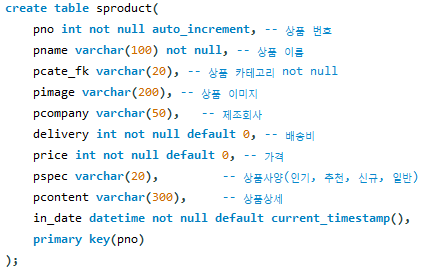 create table sproduct(
pno int not null auto_increment, -- 상품 번호
pname varchar(100) not null, -- 상품 이름
pcate_fk varchar(20), -- 상품 카테고리 not null
pimage varchar(200), -- 상품 이미지
pcompany varchar(50), -- 제조회사
delivery int not null default 0, -- 배송비
price int not null default 0, -- 가격
pspec varchar(20), -- 상품사양(인기, 추천, 신규, 일반)
pcontent varchar(300), -- 상품상세
in_date datetime not null default current_timestamp(),
primary key(pno)
);